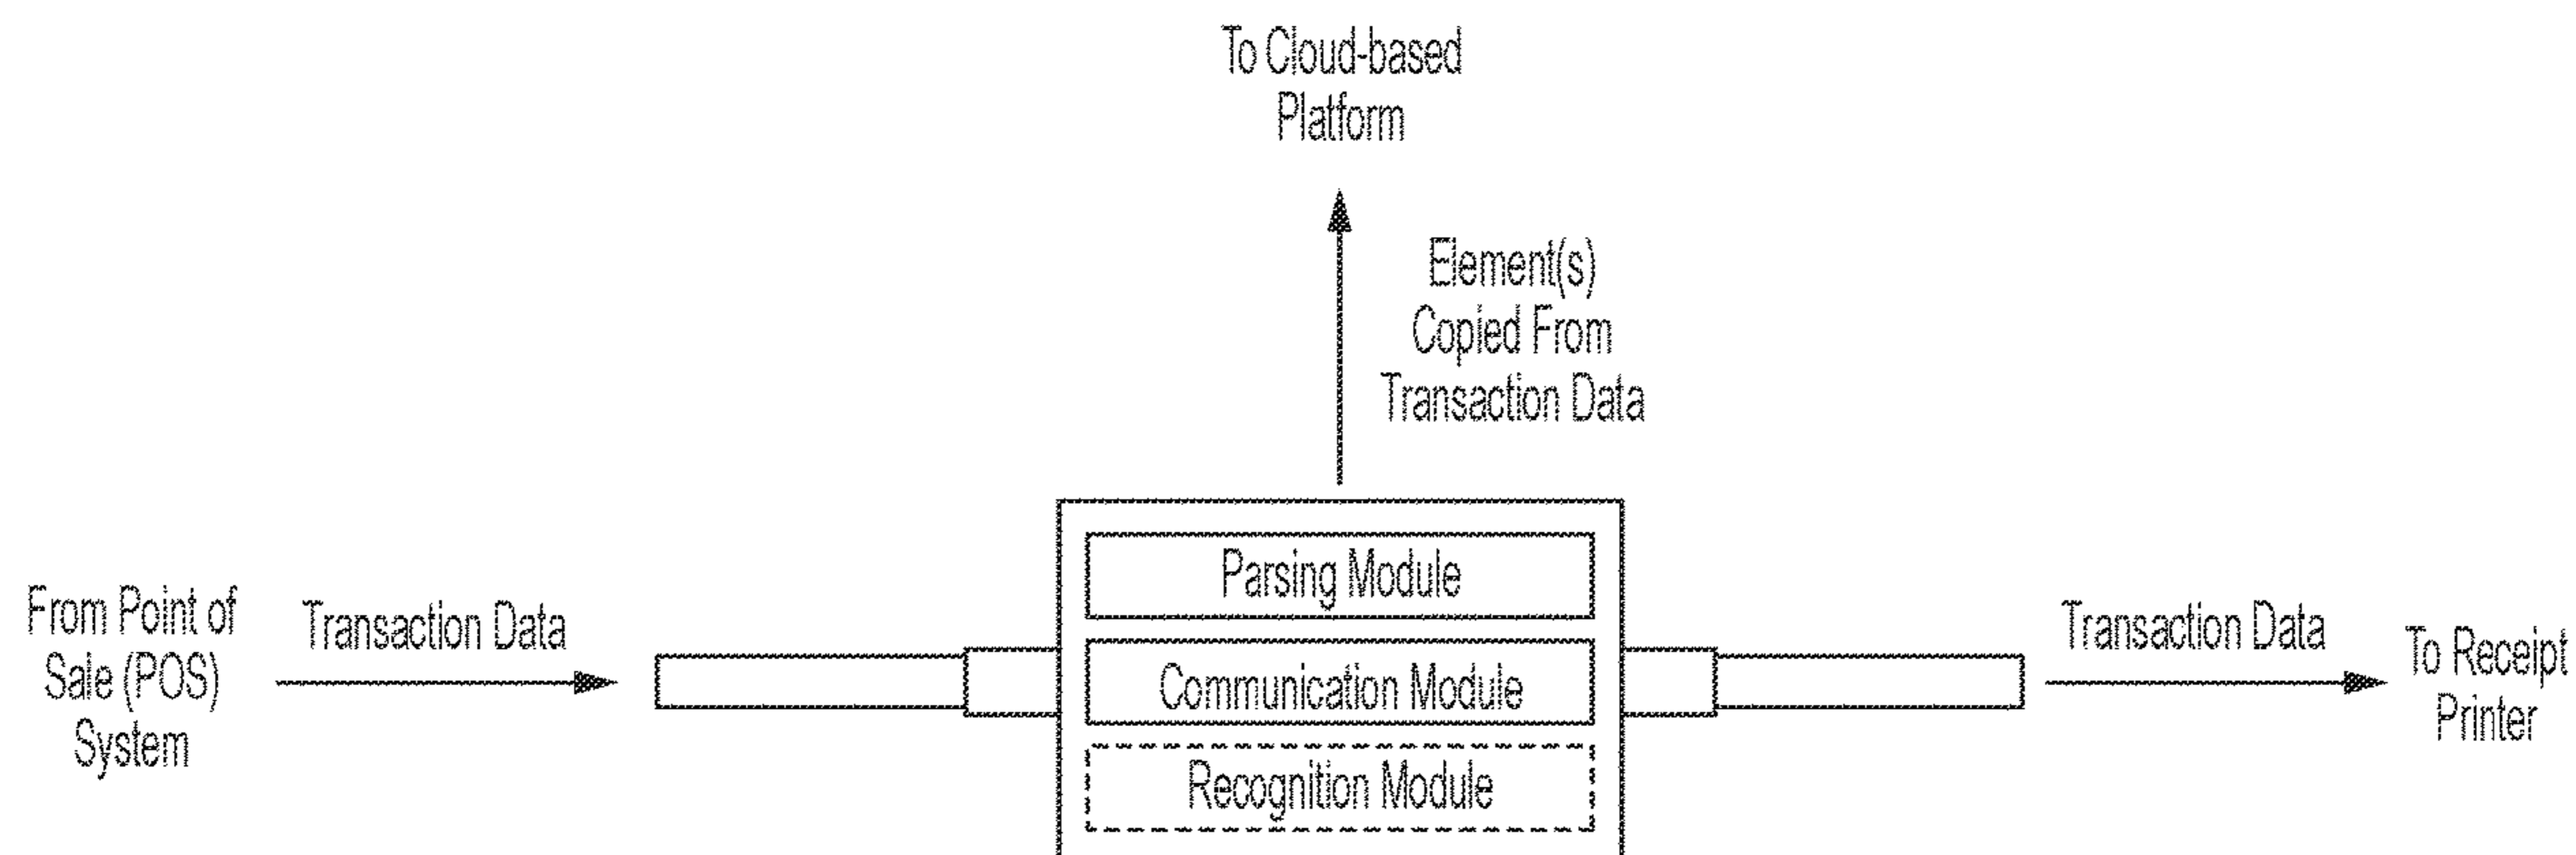 To Cloud-based
Platform
Element(s)
Copied From
Transaction Data
Parsing Module
Communication Module
Recognition Module
From Point of
Sale (POS)
System
Transaction Data
Transaction Data
To Receipt
Printer